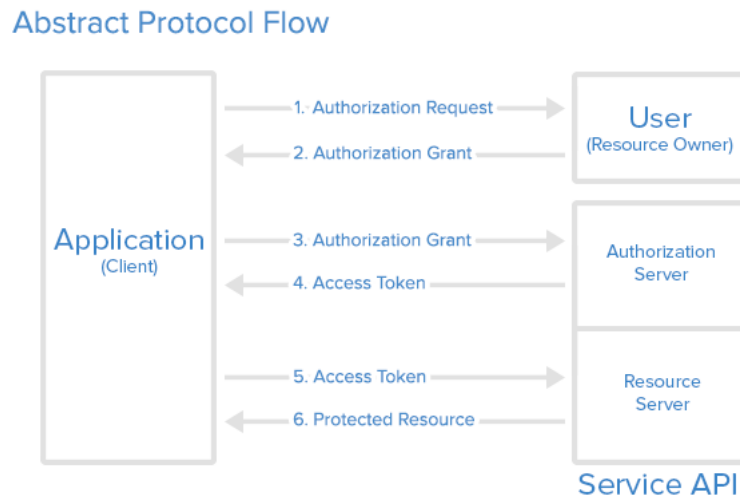 Abstract Protocol Flow
1. Authorization Request
User
(Resource Owner)
2. Authorization Grant
Application
(Client)
3. Authorization Grant
Authorization
Server
4. Access Token
5. Access Token
Resource
Server
6. Protected Resource
Service API